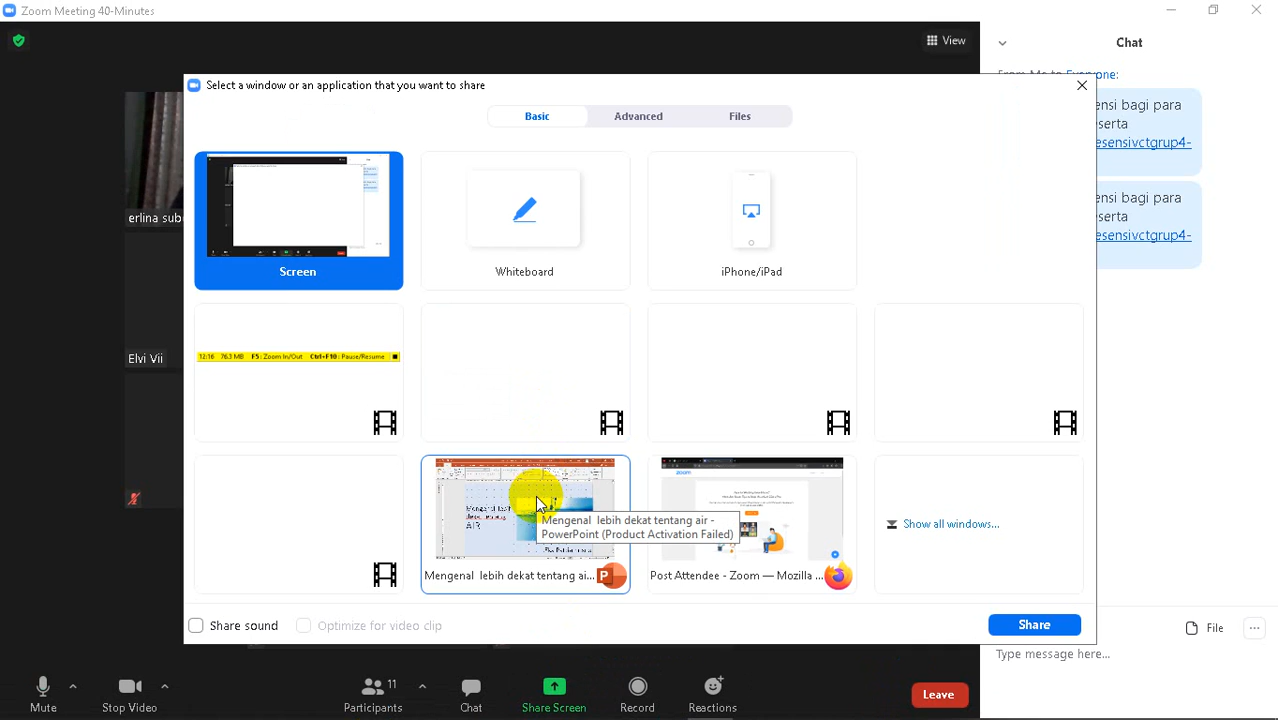 Zoom Meeting 40-Minutes
View
Chat
From Me to Everyone:
ensi bagi para
eserta
esensivctgrup4-
ensi bagi para
eserta
esensivctgrup4-
Select a window or an application that you want to share
Basic
Advanced
Files
Screen
Whiteboard
iPhone/iPad
erlina subo
Elvi Vii
12:16 76.3 MB F5 : Zoom In/Out Ctrl+F10 : Pause/Resume
Mengenal lebih dekat tentang air -
PowerPoint (Product Activation Failed)
Mengenal lebih dekat tentang ai...
zoom
Post Attendee - Zoom — Mozilla ...
Show all windows...
Share sound
Optimize for video clip
Share
File
Type message here...
Mute
Stop Video
11
Participants
Chat
Share Screen
Record
Reactions
Leave